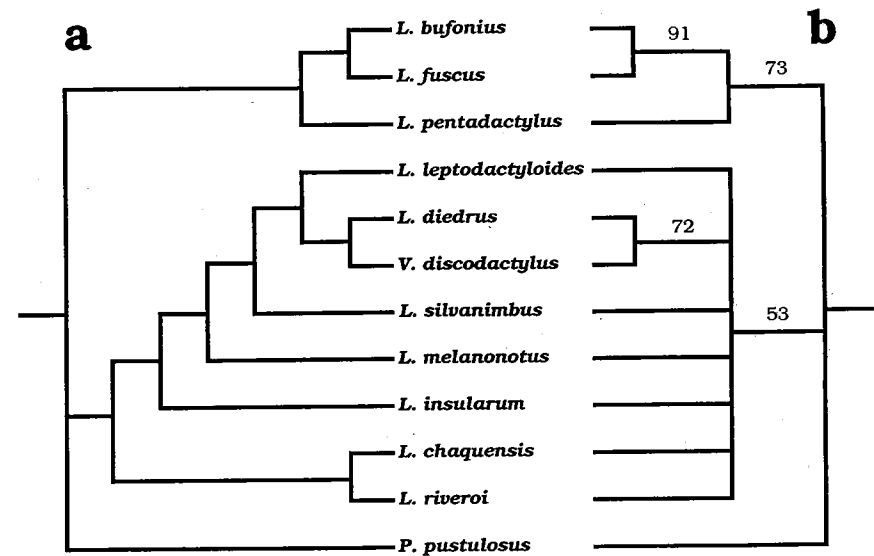 a
b
L. bufonius
91
73
L. fuscus
L. pentadactylus
L. leptodactyloides
L. diedrus
72
V. discodactylus
L. silvanimbus
53
L. melanonotus
L. insularum
L. chaquensis
L. riveroi
P. pustulosus